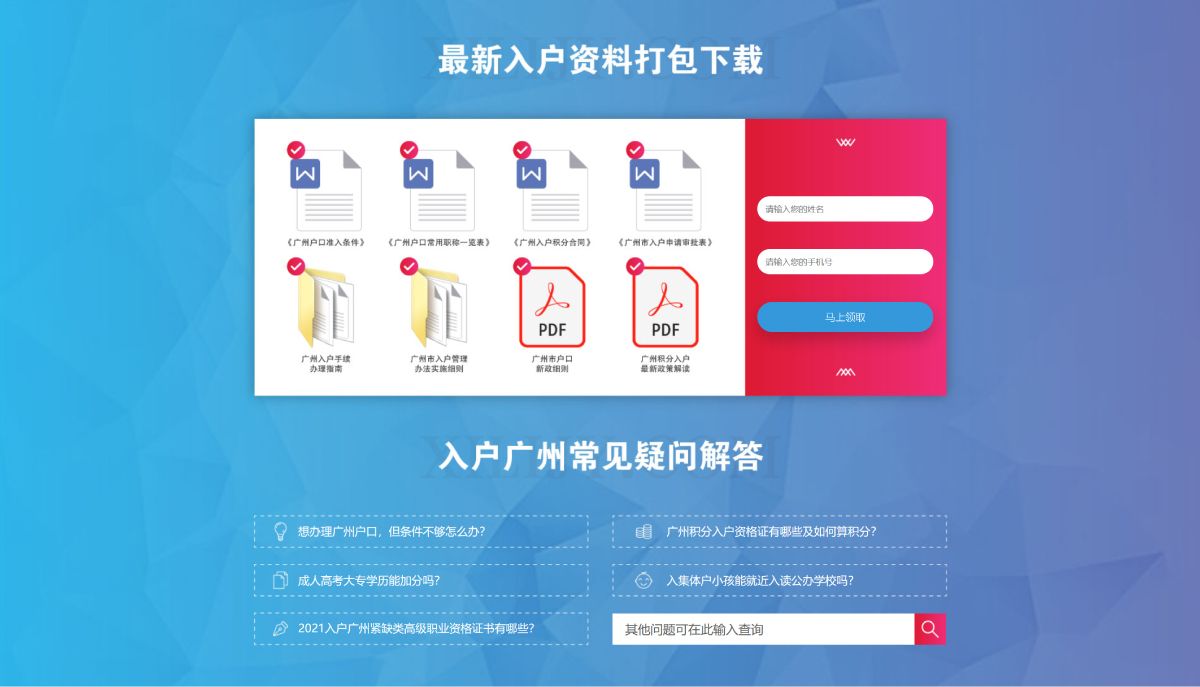 最新入户资料打包下载
《广州户口准入条件》
《广州户口常用职称一览表》
《广州入户积分合同》
《广州市入户申请审批表》
广州入户手续
办理指南
广州市入户管理
办法实施细则
PDF
广州市户口
新政细则
PDF
广州积分入户
最新政策解读
请输入您的姓名
请输入您的手机号
马上领取
入户广州常见疑问解答
想办理广州户口，但条件不够怎么办?
广州积分入户资格证有哪些及如何算积分?
成人高考大专学历能加分吗?
入集体户小孩能就近入读公办学校吗?
2021入户广州紧缺类高级职业资格证书有哪些?
其他问题可在此输入查询